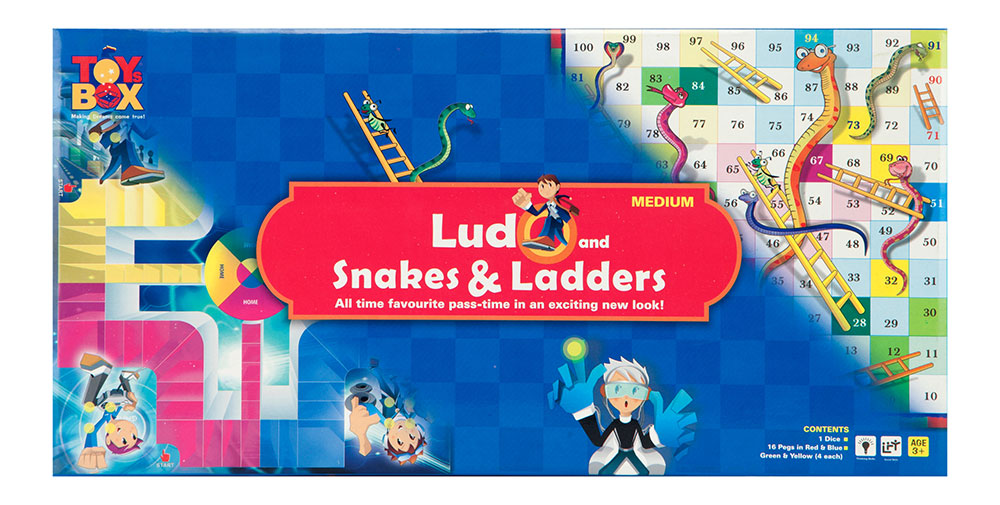 TOYS
BOX
Making Dreams come true!
START
HOME
HOME
START
MEDIUM
Ludo and
Snakes & Ladders
All time favourite pass-time in an exciting new look!
100 99 98 97 96 95 94 93 92 91
81 82 83 84 85 86 87 88 89 90
79 78 77 76 75 74 73 72 71
64 65 66 67 68 69 70
56 55 54 53 52 51
46 47 48 49 50
35 34 33 32 31
27 28 29 30
13 12 11
10
CONTENTS
1 Dice
16 Pegs in Red & Blue
Green & Yellow (4 each)
AGE
3+